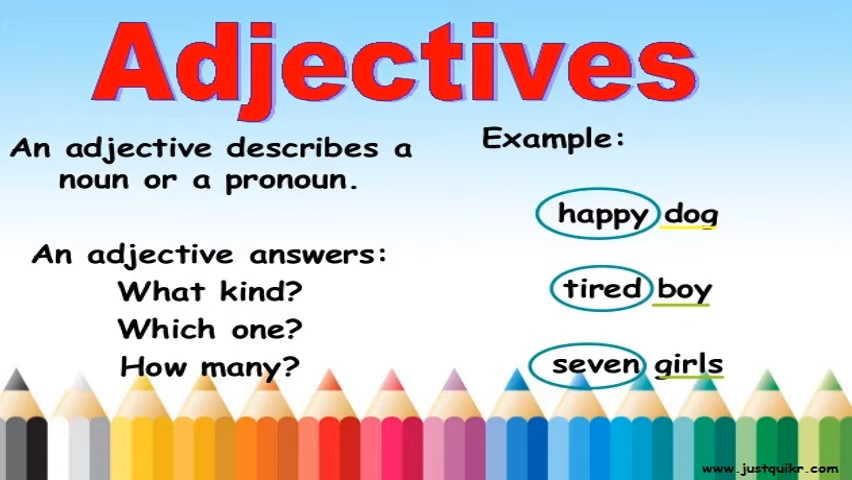 Adjectives
An adjective describes a
noun or a pronoun.
An adjective answers:
What kind?
Which one?
How many?
Example:
happy dog
tired boy
seven girls
www.justquikr.com